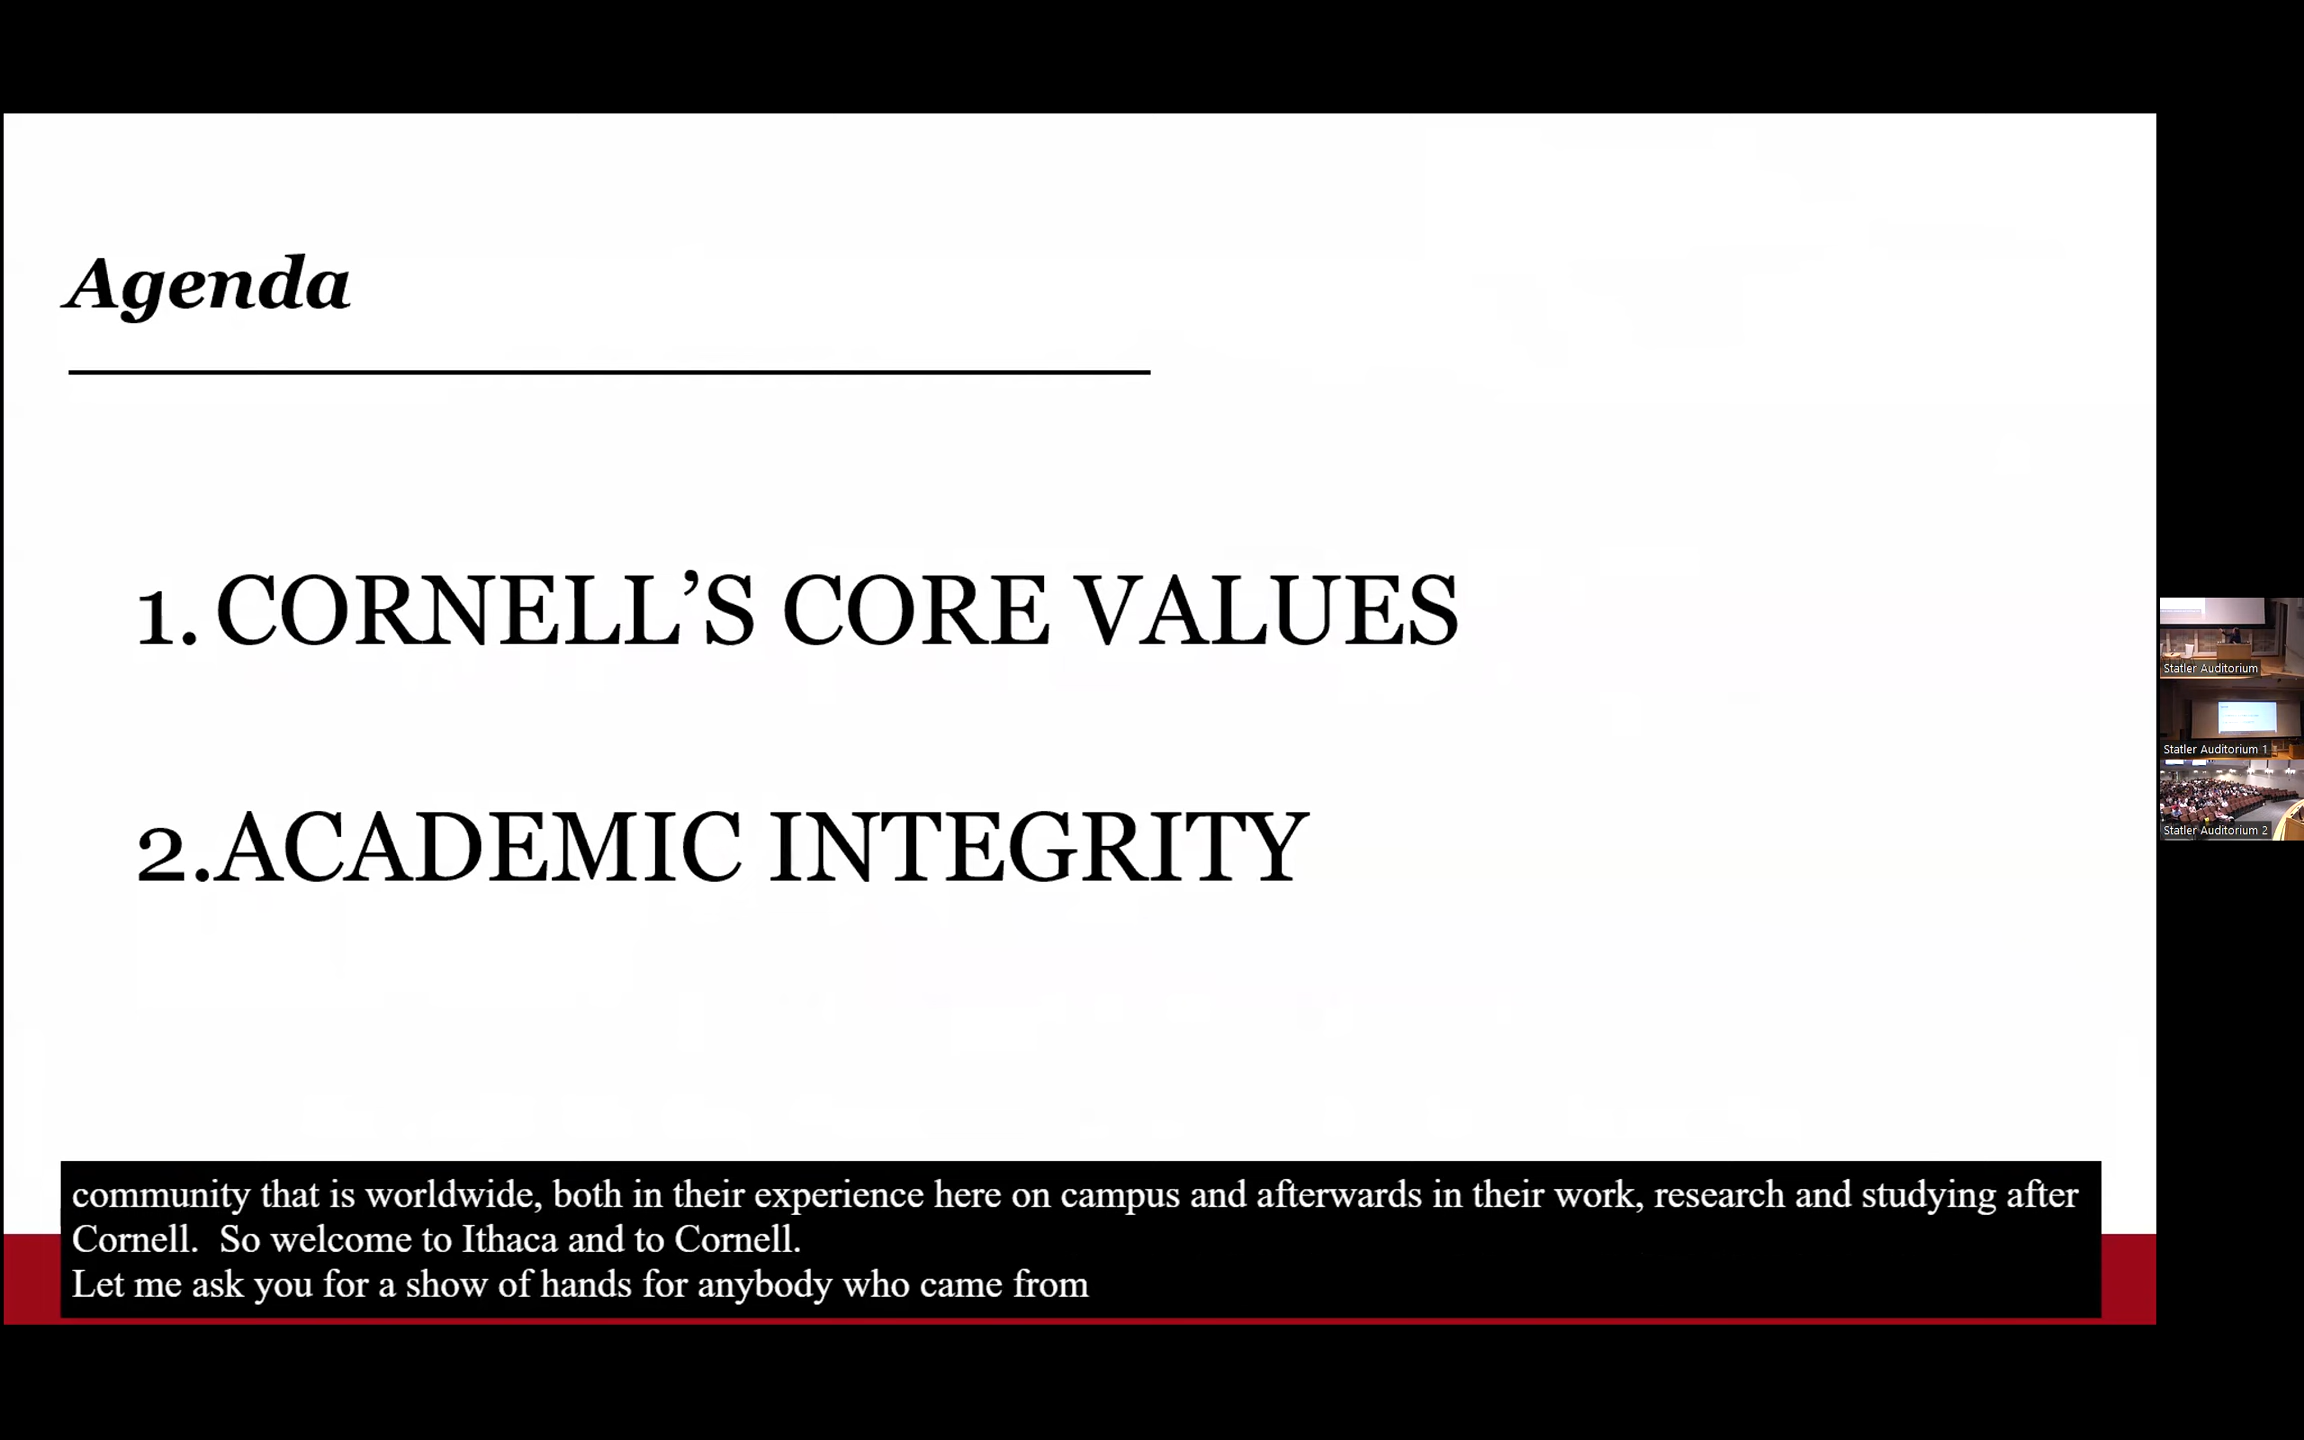 Agenda
1. CORNELL’S CORE VALUES
2.ACADEMIC INTEGRITY
community that is worldwide, both in their experience here on campus and afterwards in their work, research and studying after
Cornell.  So welcome to Ithaca and to Cornell.
Let me ask you for a show of hands for anybody who came from
Statler Auditorium
Statler Auditorium 1
Statler Auditorium 2